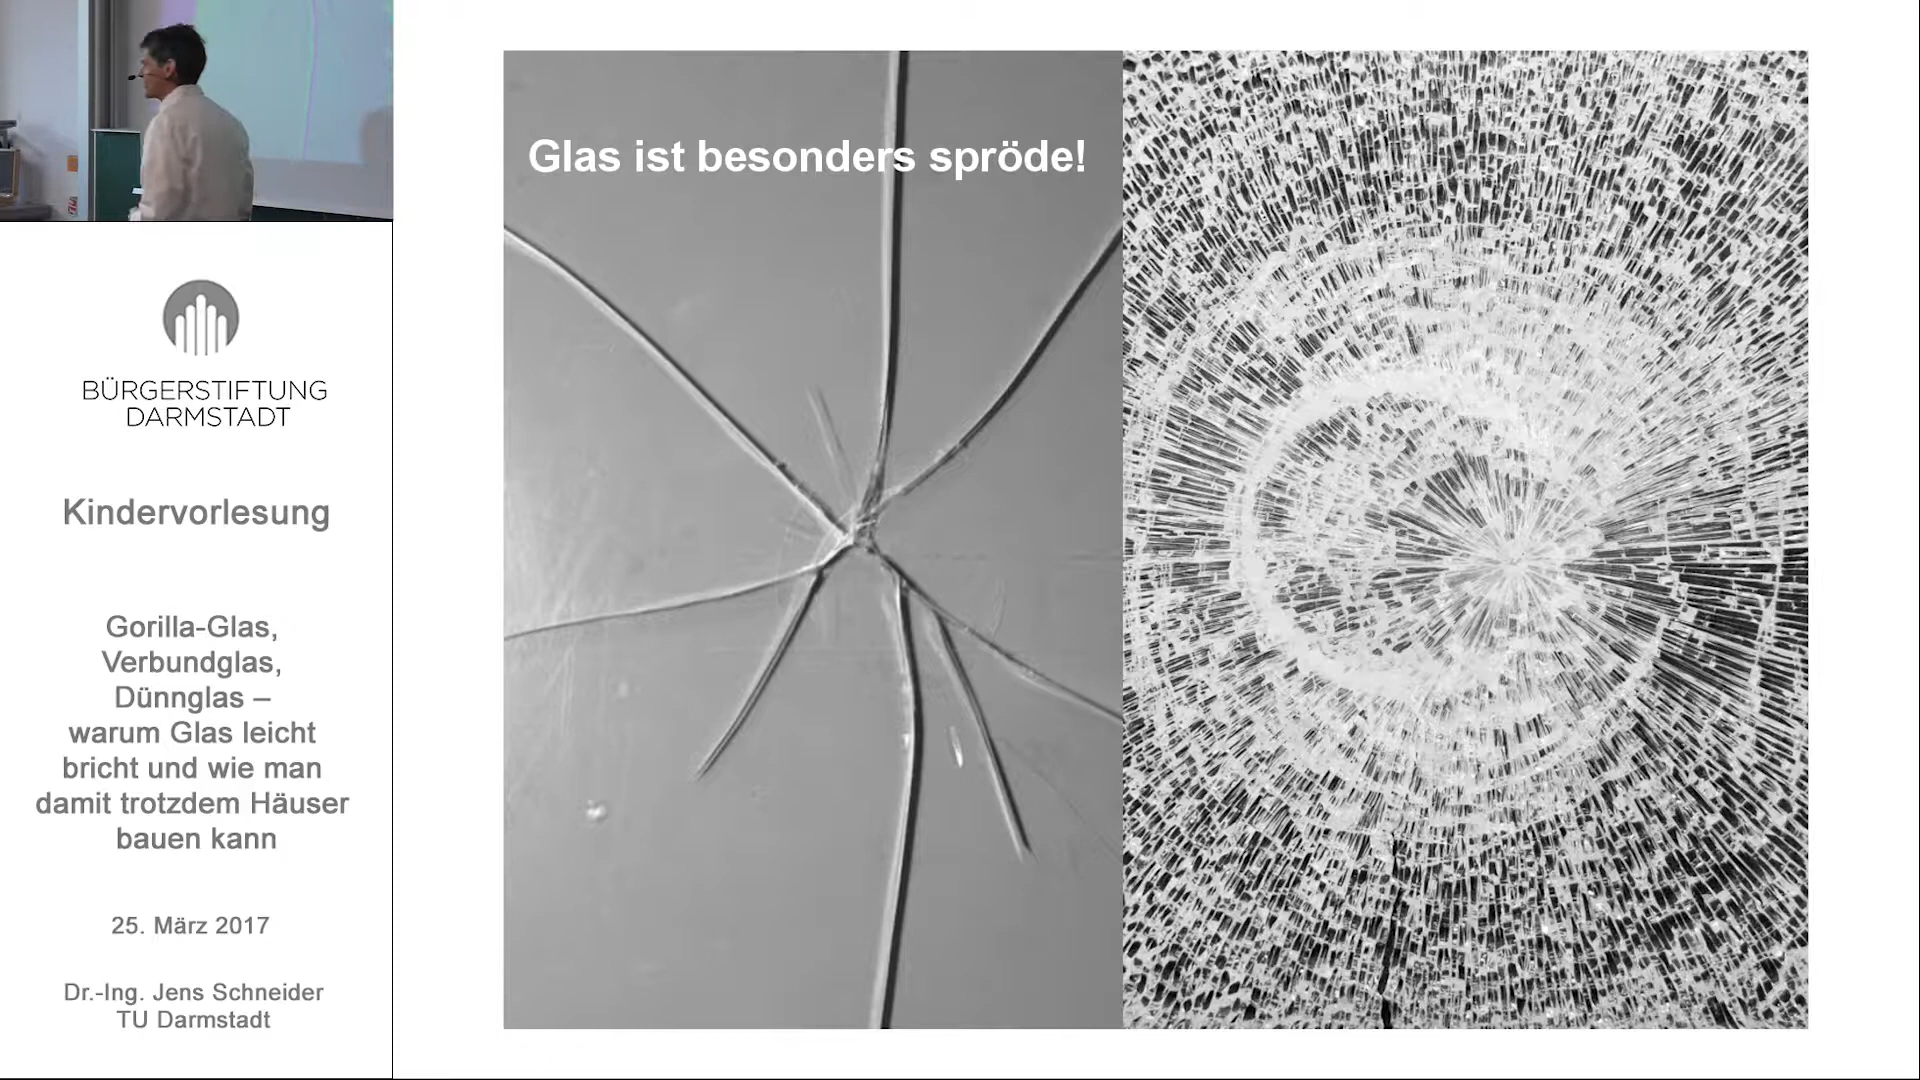 BÜRGERSTIFTUNG
DARMSTADT
Kindervorlesung
Gorilla-Glas,
Verbundglas,
Dünnglas –
warum Glas leicht
bricht und wie man
damit trotzdem Häuser
bauen kann
25. März 2017
Dr.-Ing. Jens Schneider
TU Darmstadt
Glas ist besonders spröde!